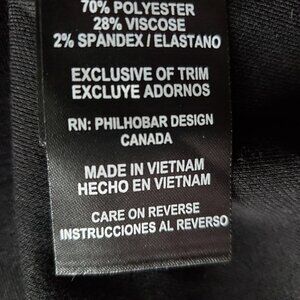 70% POLYESTER
28% VISCOSE
2% SPANDEX / ELASTANO
EXCLUSIVE OF TRIM
EXCLUYE ADORNOS
RN: PHILHOBAR DESIGN
CANADA
MADE IN VIETNAM
HECHO EN VIETNAM
CARE ON REVERSE
INSTRUCCIONES AL REVERSO